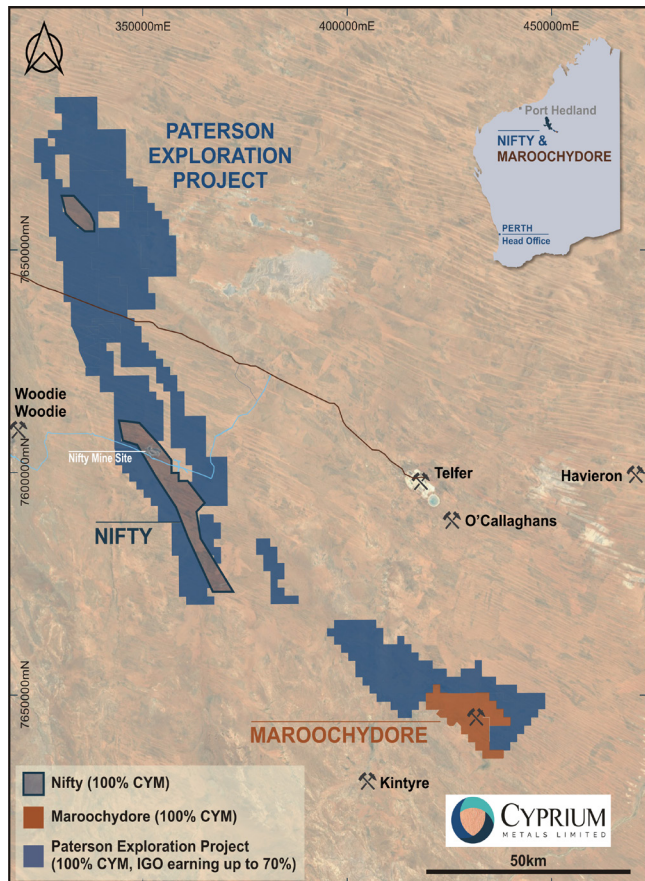 350000mE
400000mE
450000mE
PATERSON
EXPLORATION
PROJECT
Port Hedland
NIFTY &
MAROOCHYDORE
PERTH
Head Office
7650000mN
Woodie
Woodie
Nifty Mine Site
Telfer
Havieron
7600000mN
O'Callaghans
NIFTY
7650000mN
MAROOCHYDORE
Kintyre
Nifty (100% CYM)
Maroochydore (100% CYM)
Paterson Exploration Project
(100% CYM, IGO earning up to 70%)
CYPRIUM
METALS LIMITED
50km